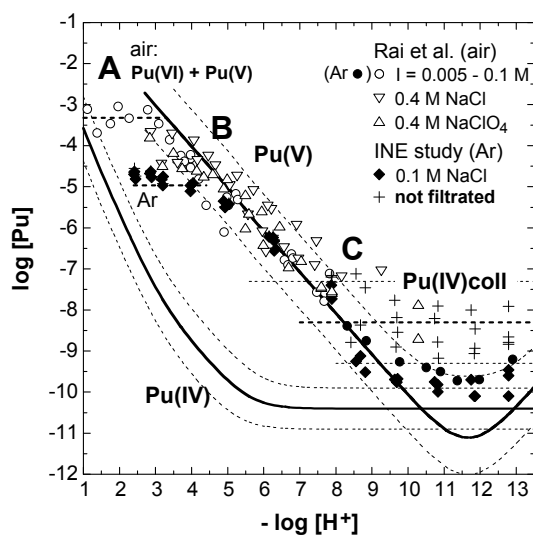 air:
Pu(VI) + Pu(V)
A
B
C
Pu(V)
Ar
Pu(IV)
Pu(IV)coll
Rai et al. (air)
(Ar ●) ○ I = 0.005 - 0.1 M
▽ 0.4 M NaCl
△ 0.4 M NaClO₄
INE study (Ar)
◆ 0.1 M NaCl
+ not filtrated
log [Pu]
-1
-2
-3
-4
-5
-6
-7
-8
-9
-10
-11
-12
1 2 3 4 5 6 7 8 9 10 11 12 13
- log [H⁺]